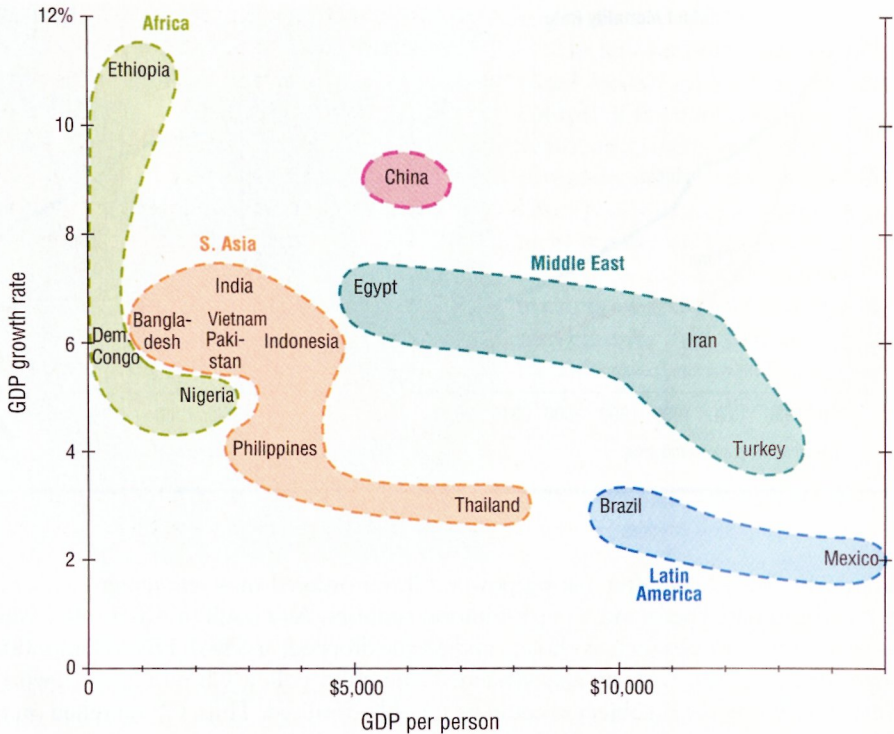 12%
Africa
Ethiopia
10
China
8
S. Asia
Middle East
India
Egypt
Bangla-
desh
Vietnam
Paki-
stan
Indonesia
Iran
6
Dem.
Congo
Nigeria
4
Philippines
Turkey
Thailand
Brazil
2
Mexico
Latin
America
0
0
$5,000
$10,000
GDP per person
GDP growth rate